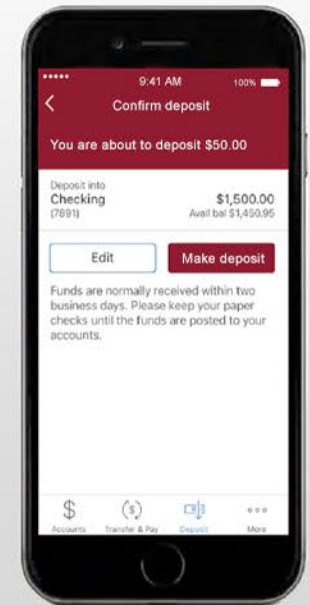 9:41 AM
100%
Confirm deposit
You are about to deposit $50.00
Deposit into
Checking
$1,500.00
(7891)
Avail bal $1,450.95
Edit
Make deposit
Funds are normally received within two
business days. Please keep your paper
checks until the funds are posted to your
accounts.
$
Accounts
Transfer & Pay
Deposit
More